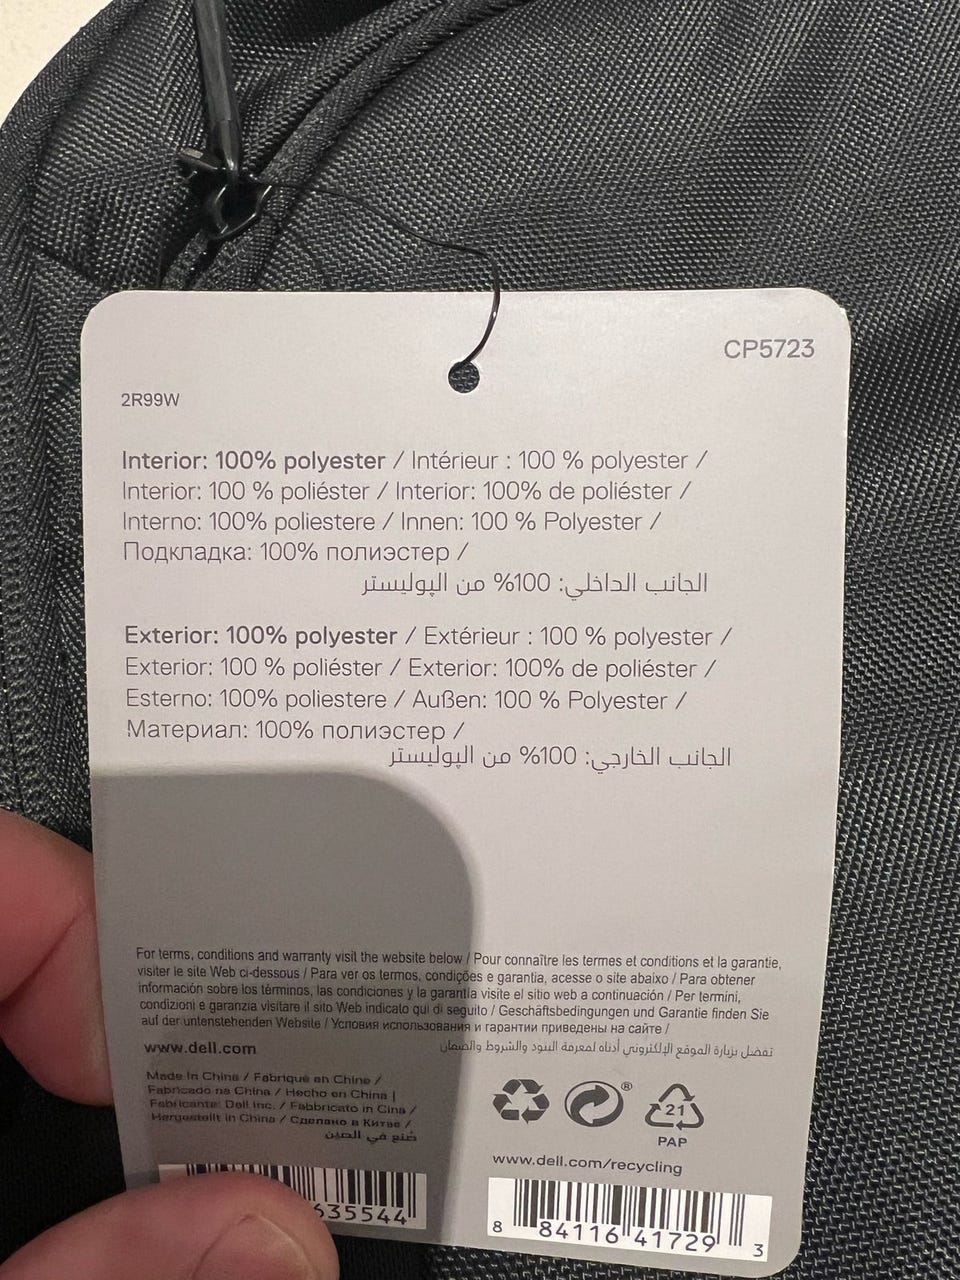 CP5723
2R99W
Interior: 100% polyester / Intérieur : 100 % polyester /
Interior: 100 % poliéster / Interior: 100% de poliéster /
Interno: 100% poliestere / Innen: 100 % Polyester /
Подкладка: 100% полиэстер /
الجانب الداخلي: 100% من البوليستر
Exterior: 100% polyester / Extérieur : 100 % polyester /
Exterior: 100 % poliéster / Exterior: 100% de poliéster /
Esterno: 100% poliestere / Außen: 100 % Polyester /
Материал: 100% полиэстер /
الجانب الخارجي: 100% من البوليستر
For terms, conditions and warranty visit the website below / Pour connaître les termes et conditions et la garantie,
visiter le site Web ci-dessous / Para ver os termos, condições e garantia, acesse o site abaixo / Para obtener
información sobre los términos, las condiciones y la garantía visite el sitio web a continuación / Per termini,
condizioni e garanzia visitare il sito Web indicato qui di seguito / Geschäftsbedingungen und Garantie finden Sie
auf der untenstehenden Website / Условия использования и гарантии приведены на сайте /
تفضل بزيارة الموقع الإلكتروني أدناه لمعرفة البنود والشروط والضمان
www.dell.com
Made In China / Fabriqué en Chine /
Fabricado na China / Hecho en China |
Fabricante: Dell Inc. / Fabbricato in Cina /
Hergestellt in China / Сделано в Китае /
صُنع في الصين
®
21
PAP
www.dell.com/recycling
635544
8 84116 41729 3